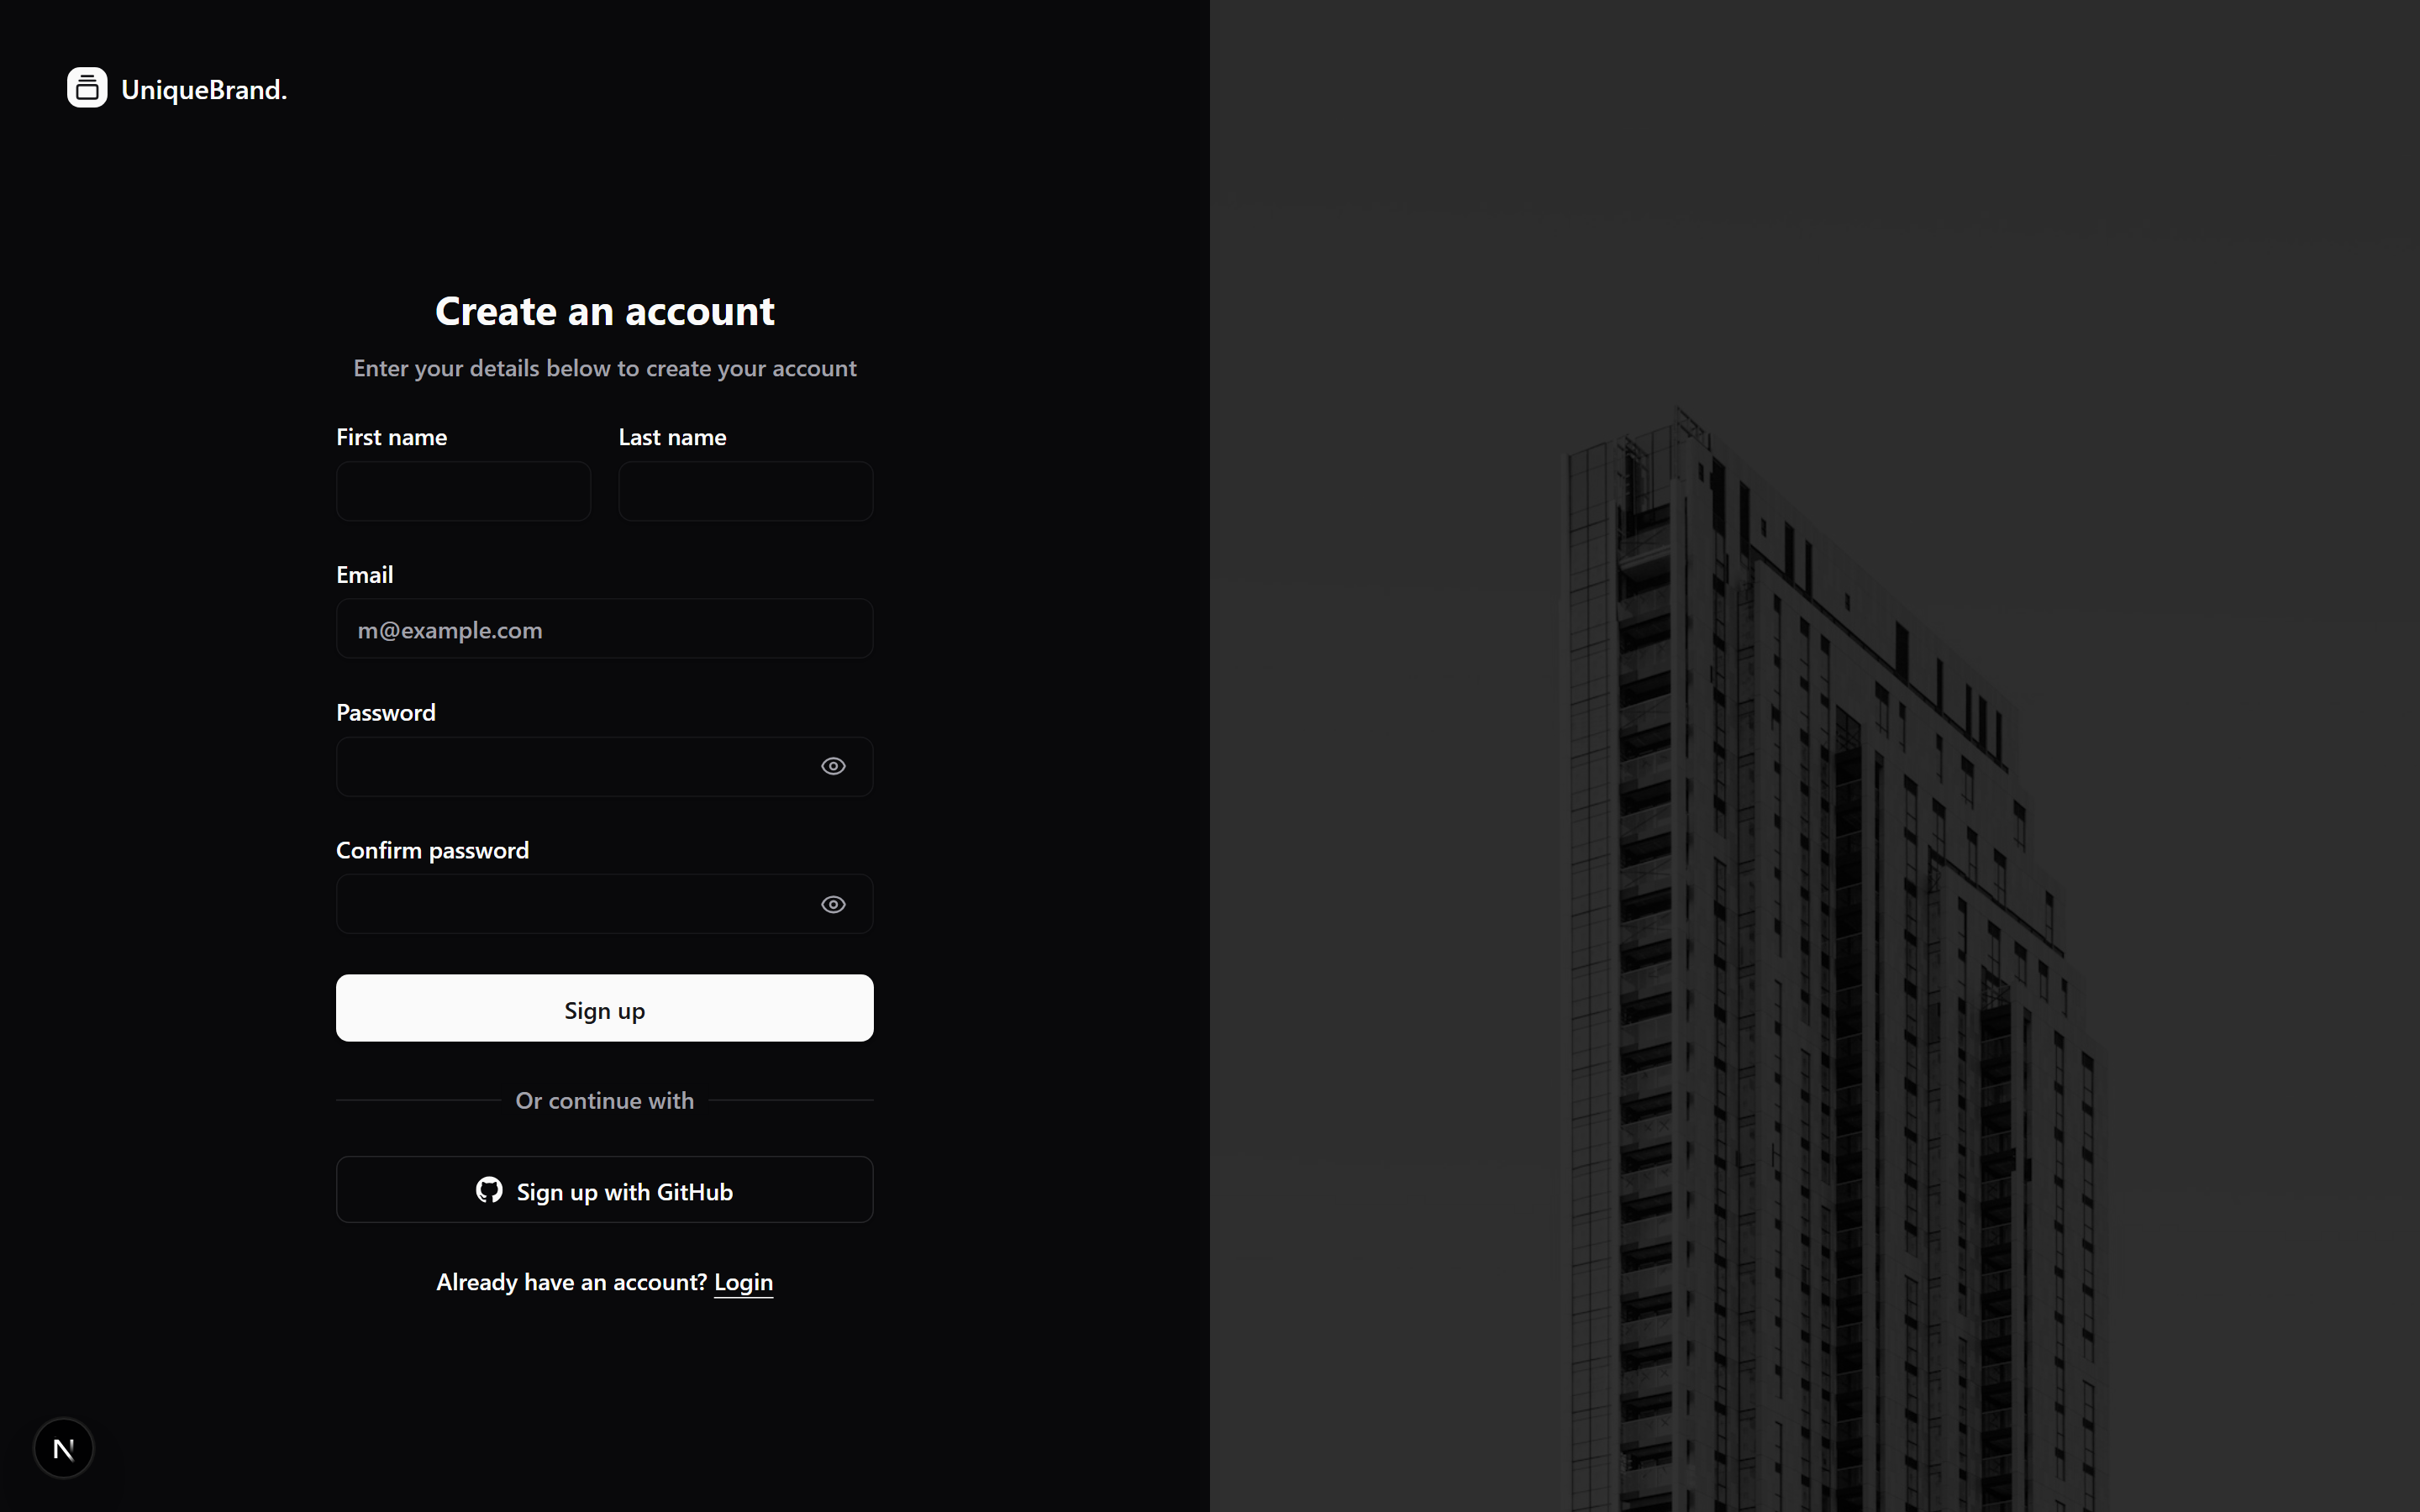 UniqueBrand.
Create an account
Enter your details below to create your account
First name
Last name
Email
m@example.com
Password
Confirm password
Sign up
Or continue with
Sign up with GitHub
Already have an account? Login
N